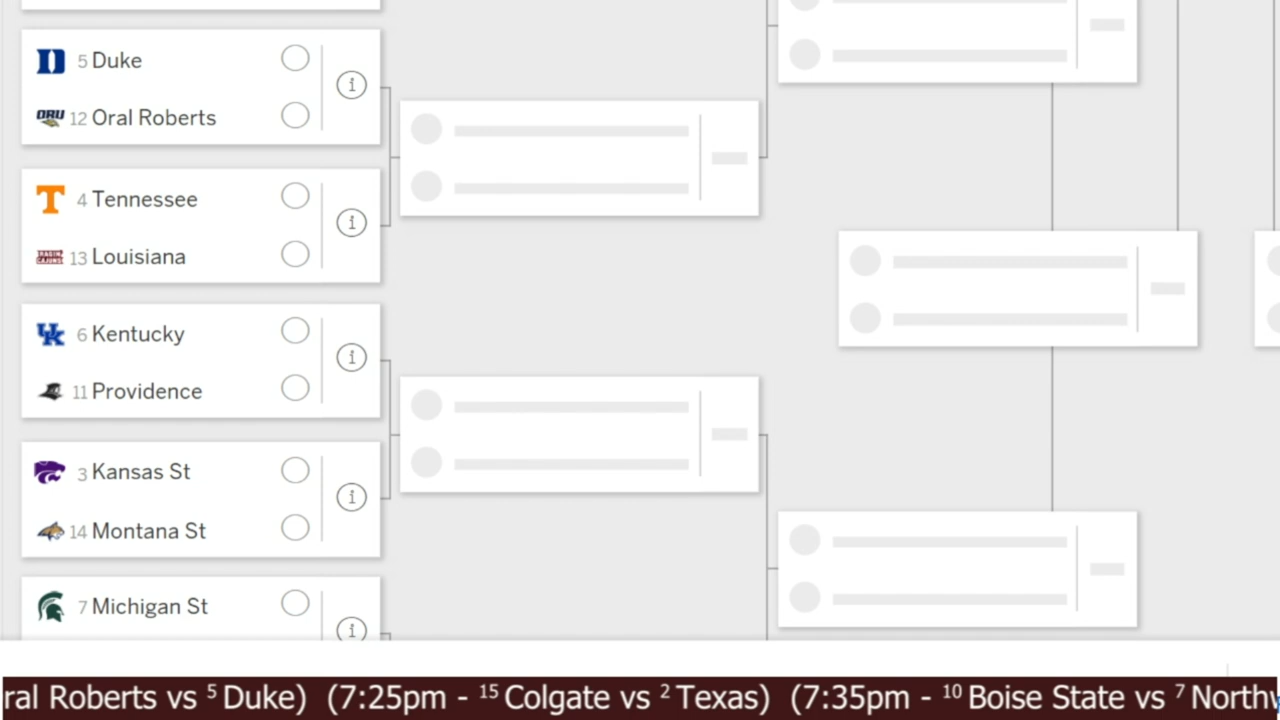 5 Duke
12 Oral Roberts
4 Tennessee
13 Louisiana
6 Kentucky
11 Providence
3 Kansas St
14 Montana St
7 Michigan St
ral Roberts vs 5 Duke) (7:25pm - 15 Colgate vs 2 Texas) (7:35pm - 10 Boise State vs 7 Northw